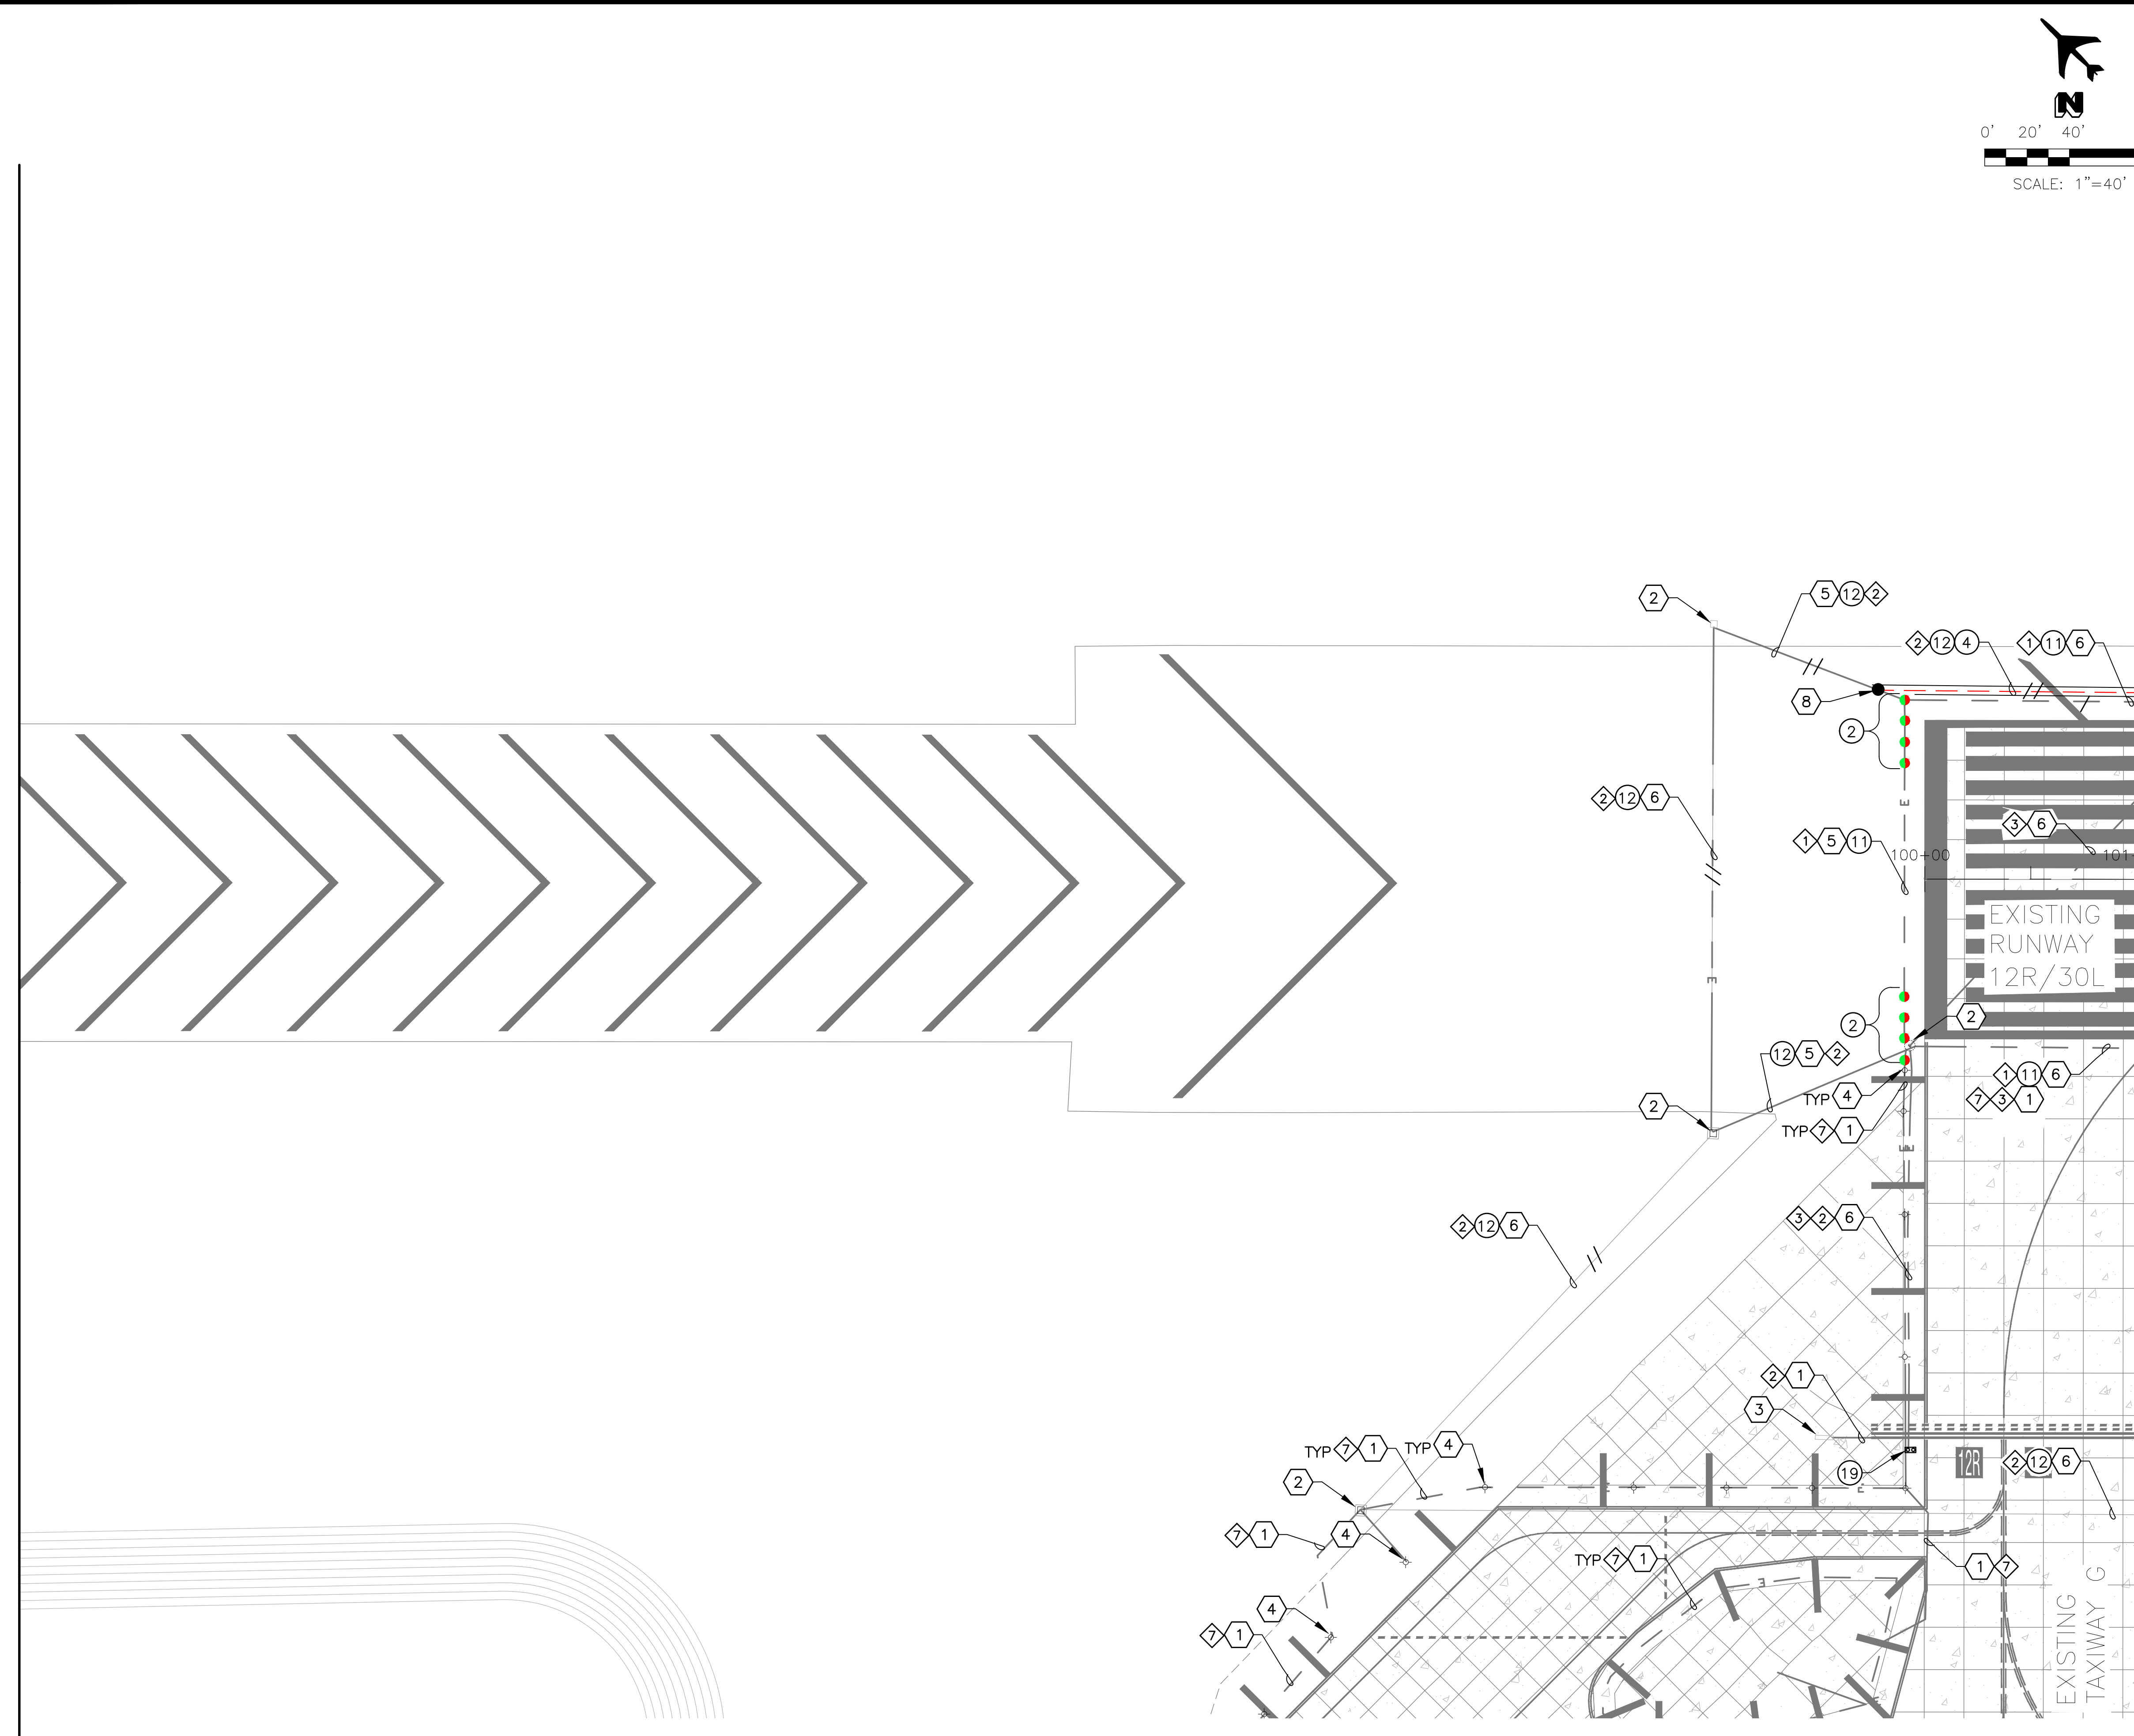 N
0' 20' 40'
SCALE: 1"=40'
2
5 12 2
2 12 4
1 11 6
8
2
2 12 6
3 6
1 5 11
100+00
101
EXISTING
RUNWAY
12R/30L
E
E
2
2
12 5 2
1 11 6
7 3 1
TYP 4
2
TYP 7 1
E E
2 12 6
3 2 6
2 1
3
TYP 7 1
TYP 4
2
19
12R
2 12 6
E
E
7 1
4
TYP 7 1
1 7
E
4
7 1
EXISTING
TAXIWAY G